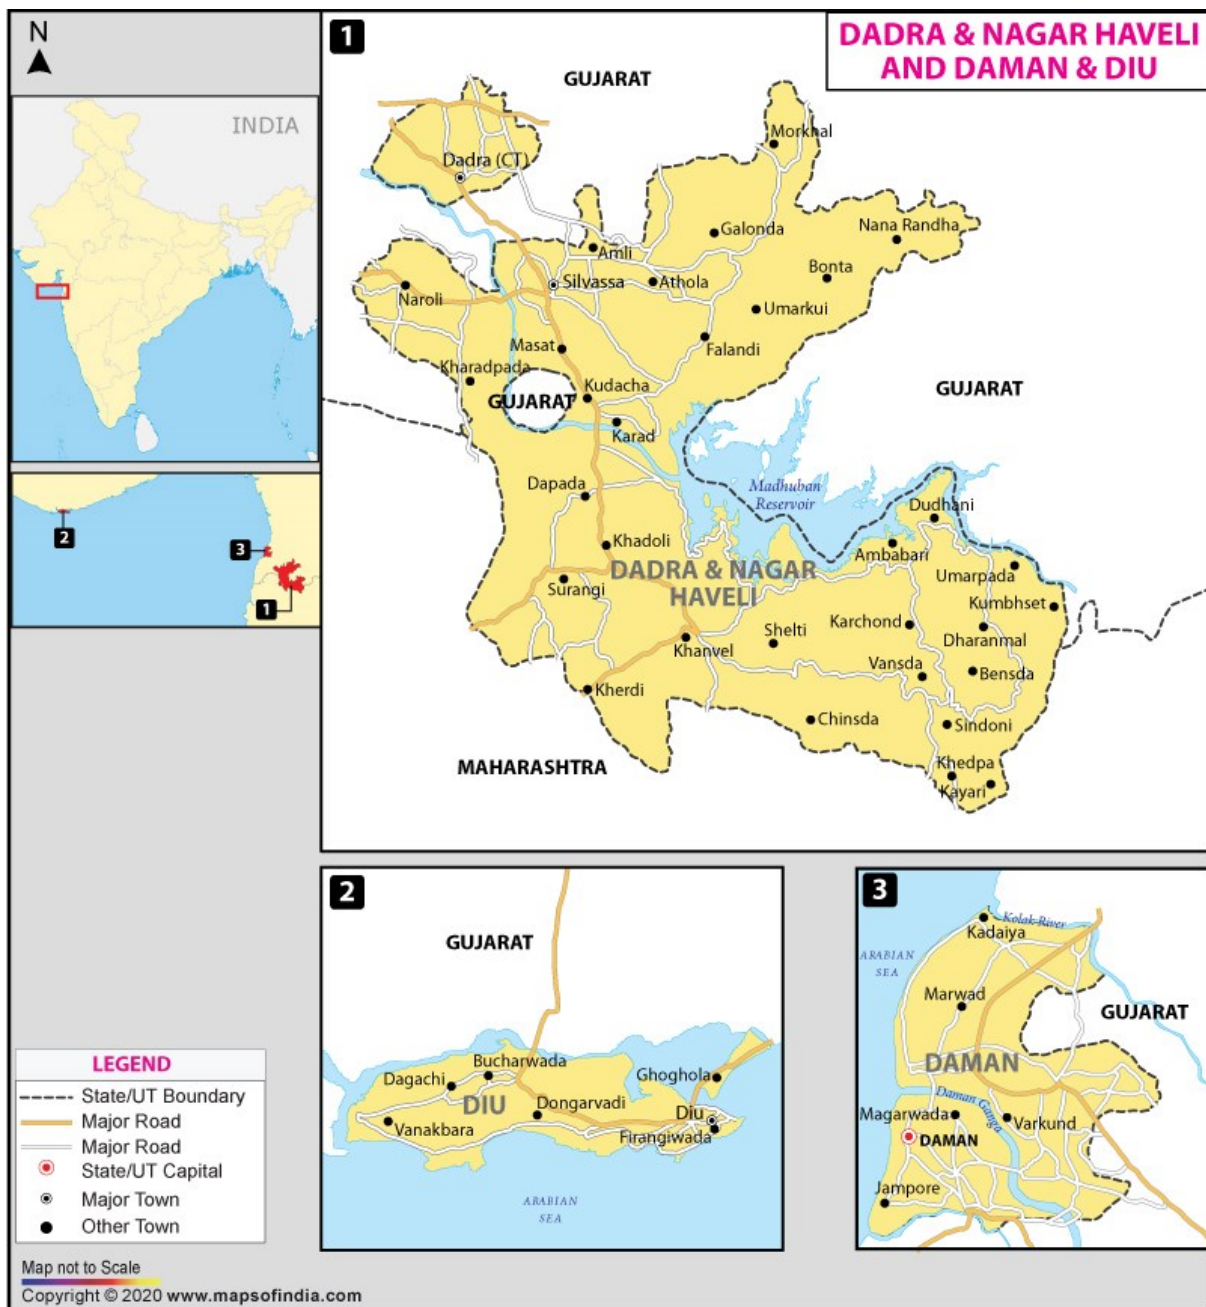 N
INDIA
2
3
1
1
DADRA & NAGAR HAVELI
AND DAMAN & DIU
GUJARAT
Morkhal
Dadra (CT)
Galonda
Nana Randha
Amli
Bonta
Silvassa
Athola
Naroli
Umarkui
Masat
Falandi
Kharadpada
Kudacha
GUJARAT
GUJARAT
Karad
Dapada
Madhuban
Reservoir
Dudhani
Khadoli
Ambabari
DADRA & NAGAR
HAVELI
Umarpada
Surangi
Kumbhset
Karchond
Shelti
Dharanmal
Khanvel
Vansda
Bensda
Kherdi
Chinsda
Sindoni
MAHARASHTRA
Khedpa
Kayari
2
GUJARAT
Bucharwada
Dagachi
Ghoghola
DIU
Dongarvadi
Diu
Vanakbara
Firangiwada
ARABIAN
SEA
3
Kolak River
Kadaiya
ARABIAN
SEA
Marwad
GUJARAT
DAMAN
Daman Ganga
Magarwada
Varkund
DAMAN
Jampore
LEGEND
State/UT Boundary
Major Road
Major Road
State/UT Capital
Major Town
Other Town
Map not to Scale
Copyright © 2020 www.mapsofindia.com